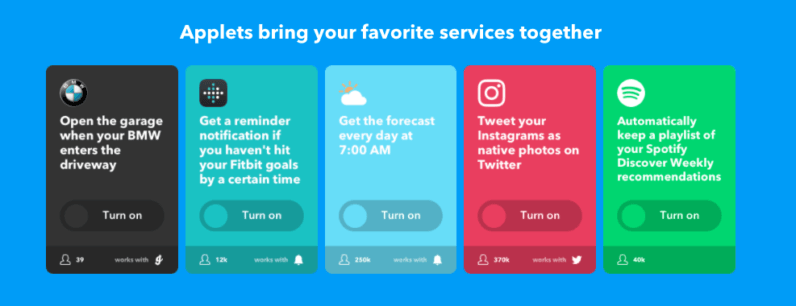 Applets bring your favorite services together
Open the garage
when your BMW
enters the
driveway
Turn on
39
works with
Get a reminder
notification if
you haven't hit
your Fitbit goals
by a certain time
Turn on
12k
works with
Get the forecast
every day at
7:00 AM
Turn on
250k
works with
Tweet your
Instagrams as
native photos on
Twitter
Turn on
370k
works with
Automatically
keep a playlist of
your Spotify
Discover Weekly
recommendations
Turn on
40k